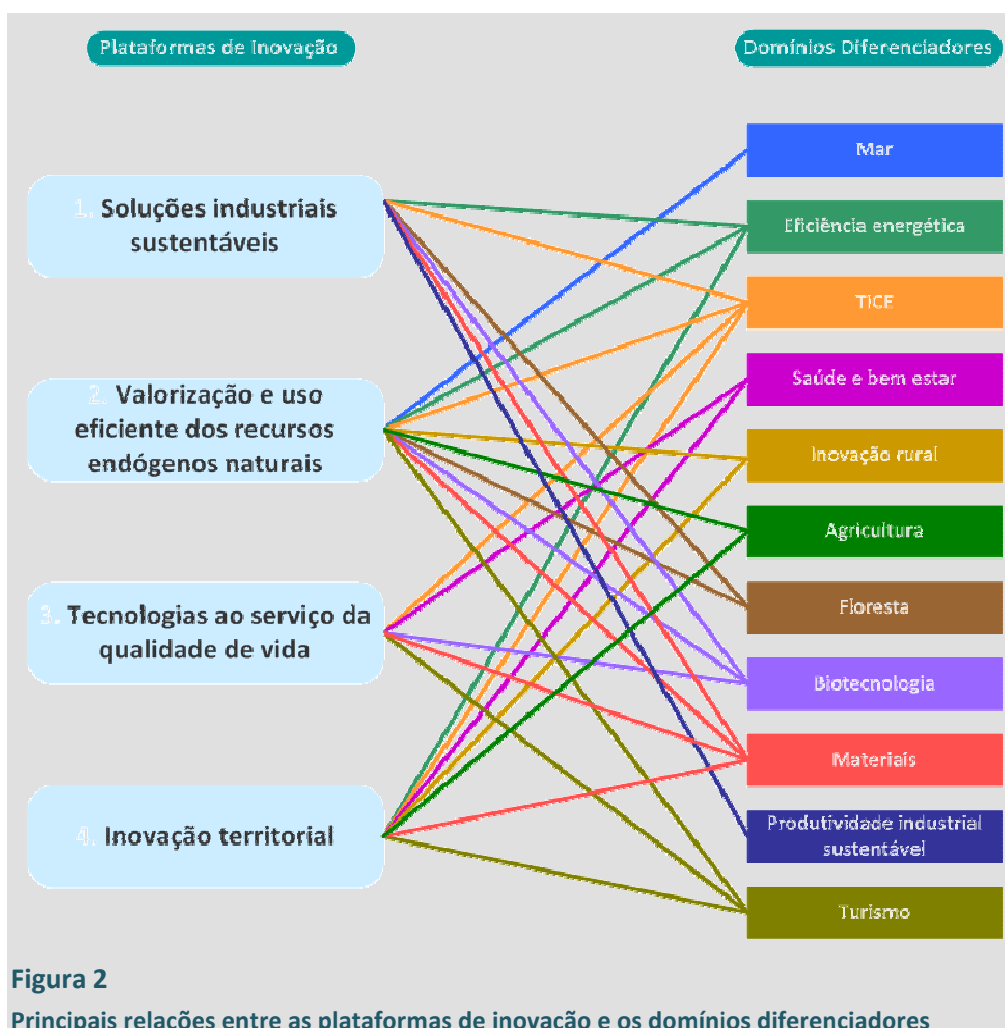 Plataformas de Inovação
Domínios Diferenciadores
1. Soluções industriais
sustentáveis
2. Valorização e uso
eficiente dos recursos
endógenos naturais
3. Tecnologias ao serviço da
qualidade de vida
4. Inovação territorial
Mar
Eficiência energética
TICE
Saúde e bem estar
Inovação rural
Agricultura
Floresta
Biotecnologia
Materiais
Produtividade industrial
sustentável
Turismo
Figura 2
Principais relações entre as plataformas de inovação e os domínios diferenciadores